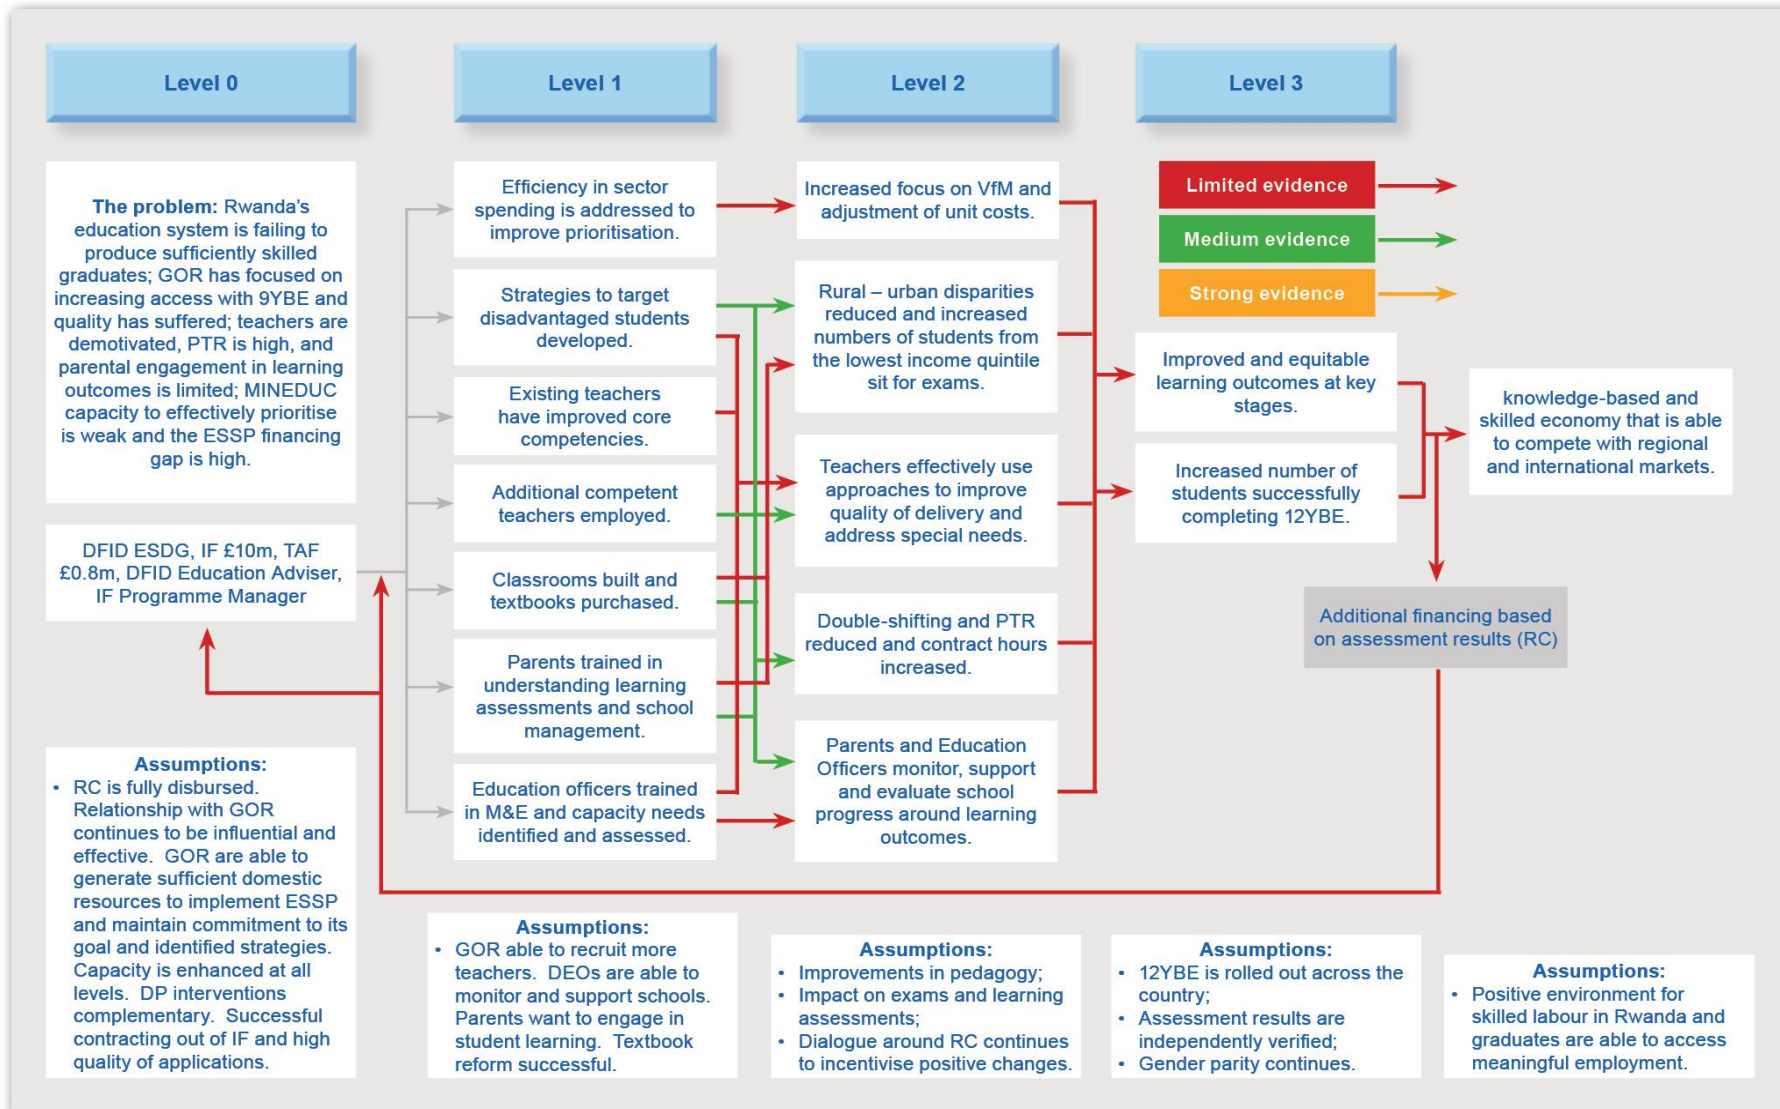 Level 0
Level 1
Level 2
Level 3
The problem: Rwanda's
education system is failing to
produce sufficiently skilled
graduates; GOR has focused on
increasing access with 9YBE and
quality has suffered; teachers are
demotivated, PTR is high, and
parental engagement in learning
outcomes is limited; MINEDUC
capacity to effectively prioritise
is weak and the ESSP financing
gap is high.
DFID ESDG, IF £10m, TAF
£0.8m, DFID Education Adviser,
IF Programme Manager
Assumptions:
• RC is fully disbursed.
Relationship with GOR
continues to be influential and
effective. GOR are able to
generate sufficient domestic
resources to implement ESSP
and maintain commitment to its
goal and identified strategies.
Capacity is enhanced at all
levels. DP interventions
complementary. Successful
contracting out of IF and high
quality of applications.
Efficiency in sector
spending is addressed to
improve prioritisation.
Strategies to target
disadvantaged students
developed.
Existing teachers
have improved core
competencies.
Additional competent
teachers employed.
Classrooms built and
textbooks purchased.
Parents trained in
understanding learning
assessments and school
management.
Education officers trained
in M&E and capacity needs
identified and assessed.
Assumptions:
• GOR able to recruit more
teachers. DEOs are able to
monitor and support schools.
Parents want to engage in
student learning. Textbook
reform successful.
Increased focus on VfM and
adjustment of unit costs.
Rural – urban disparities
reduced and increased
numbers of students from
the lowest income quintile
sit for exams.
Teachers effectively use
approaches to improve
quality of delivery and
address special needs.
Double-shifting and PTR
reduced and contract hours
increased.
Parents and Education
Officers monitor, support
and evaluate school
progress around learning
outcomes.
Assumptions:
• Improvements in pedagogy;
• Impact on exams and learning
assessments;
• Dialogue around RC continues
to incentivise positive changes.
Limited evidence
Medium evidence
Strong evidence
Improved and equitable
learning outcomes at key
stages.
Increased number of
students successfully
completing 12YBE.
Assumptions:
• 12YBE is rolled out across the
country;
• Assessment results are
independently verified;
• Gender parity continues.
knowledge-based and
skilled economy that is able
to compete with regional
and international markets.
Additional financing based
on assessment results (RC)
Assumptions:
• Positive environment for
skilled labour in Rwanda and
graduates are able to access
meaningful employment.